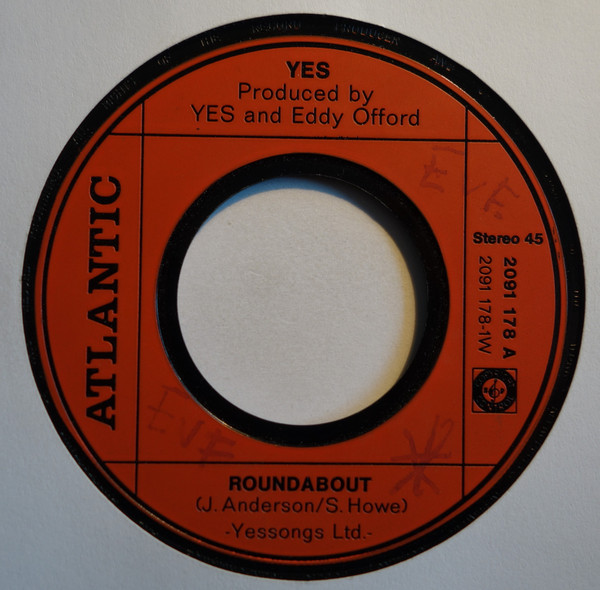 YES
Produced by
YES and Eddy Offord
ATLANTIC
E/E.
Stereo 45
2091 178 A
2091 178-1W
EVE
ROUNDABOUT
(J. Anderson/S. Howe)
-Yessongs Ltd.-